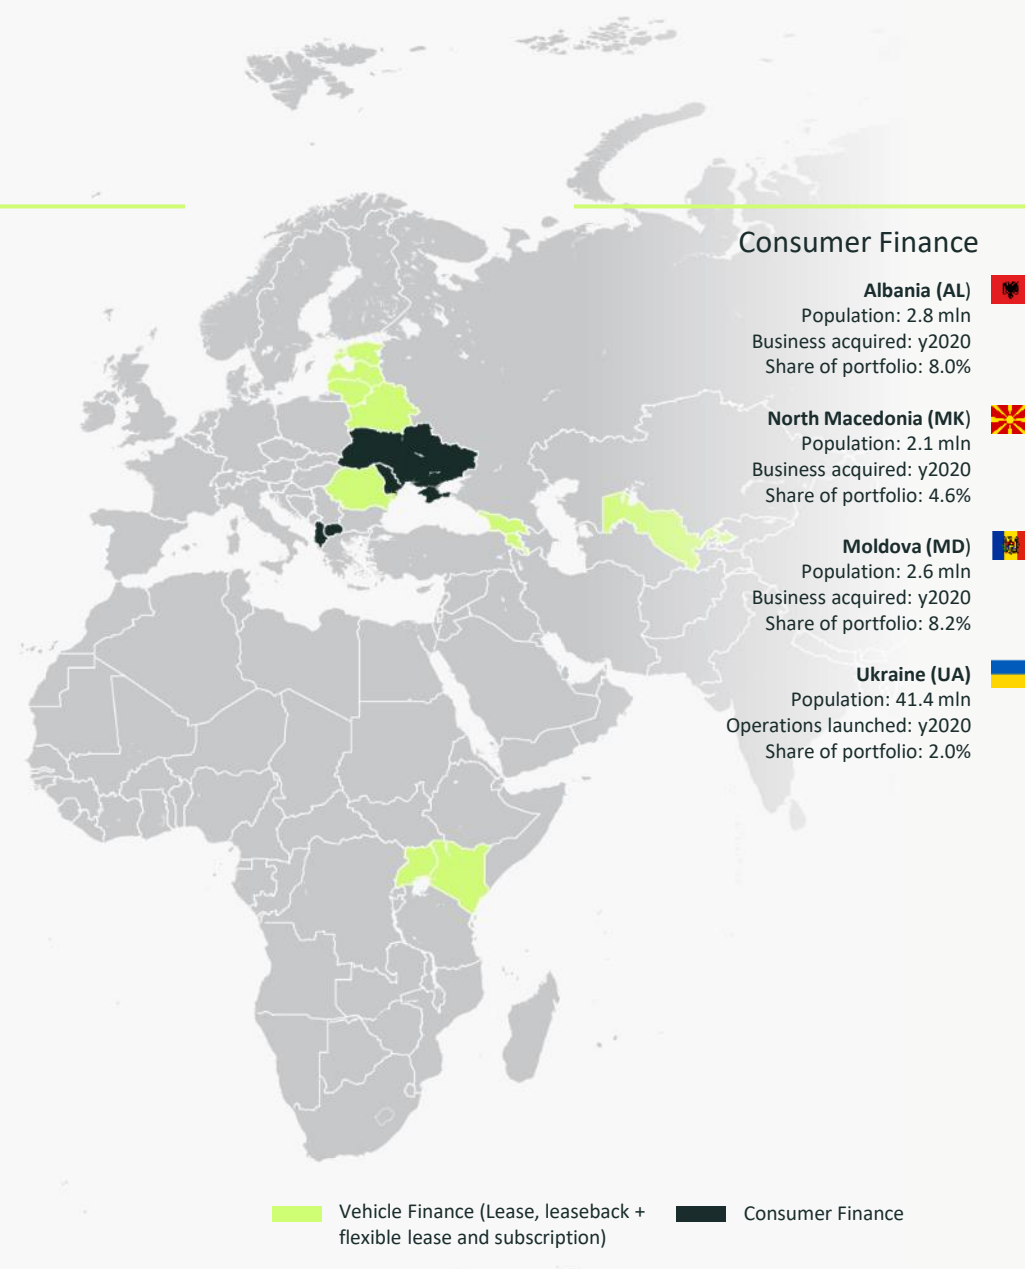 Consumer Finance
Albania (AL)
Population: 2.8 mln
Business acquired: y2020
Share of portfolio: 8.0%
North Macedonia (MK)
Population: 2.1 mln
Business acquired: y2020
Share of portfolio: 4.6%
Moldova (MD)
Population: 2.6 mln
Business acquired: y2020
Share of portfolio: 8.2%
Ukraine (UA)
Population: 41.4 mln
Operations launched: y2020
Share of portfolio: 2.0%
Vehicle Finance (Lease, leaseback +
flexible lease and subscription)
Consumer Finance